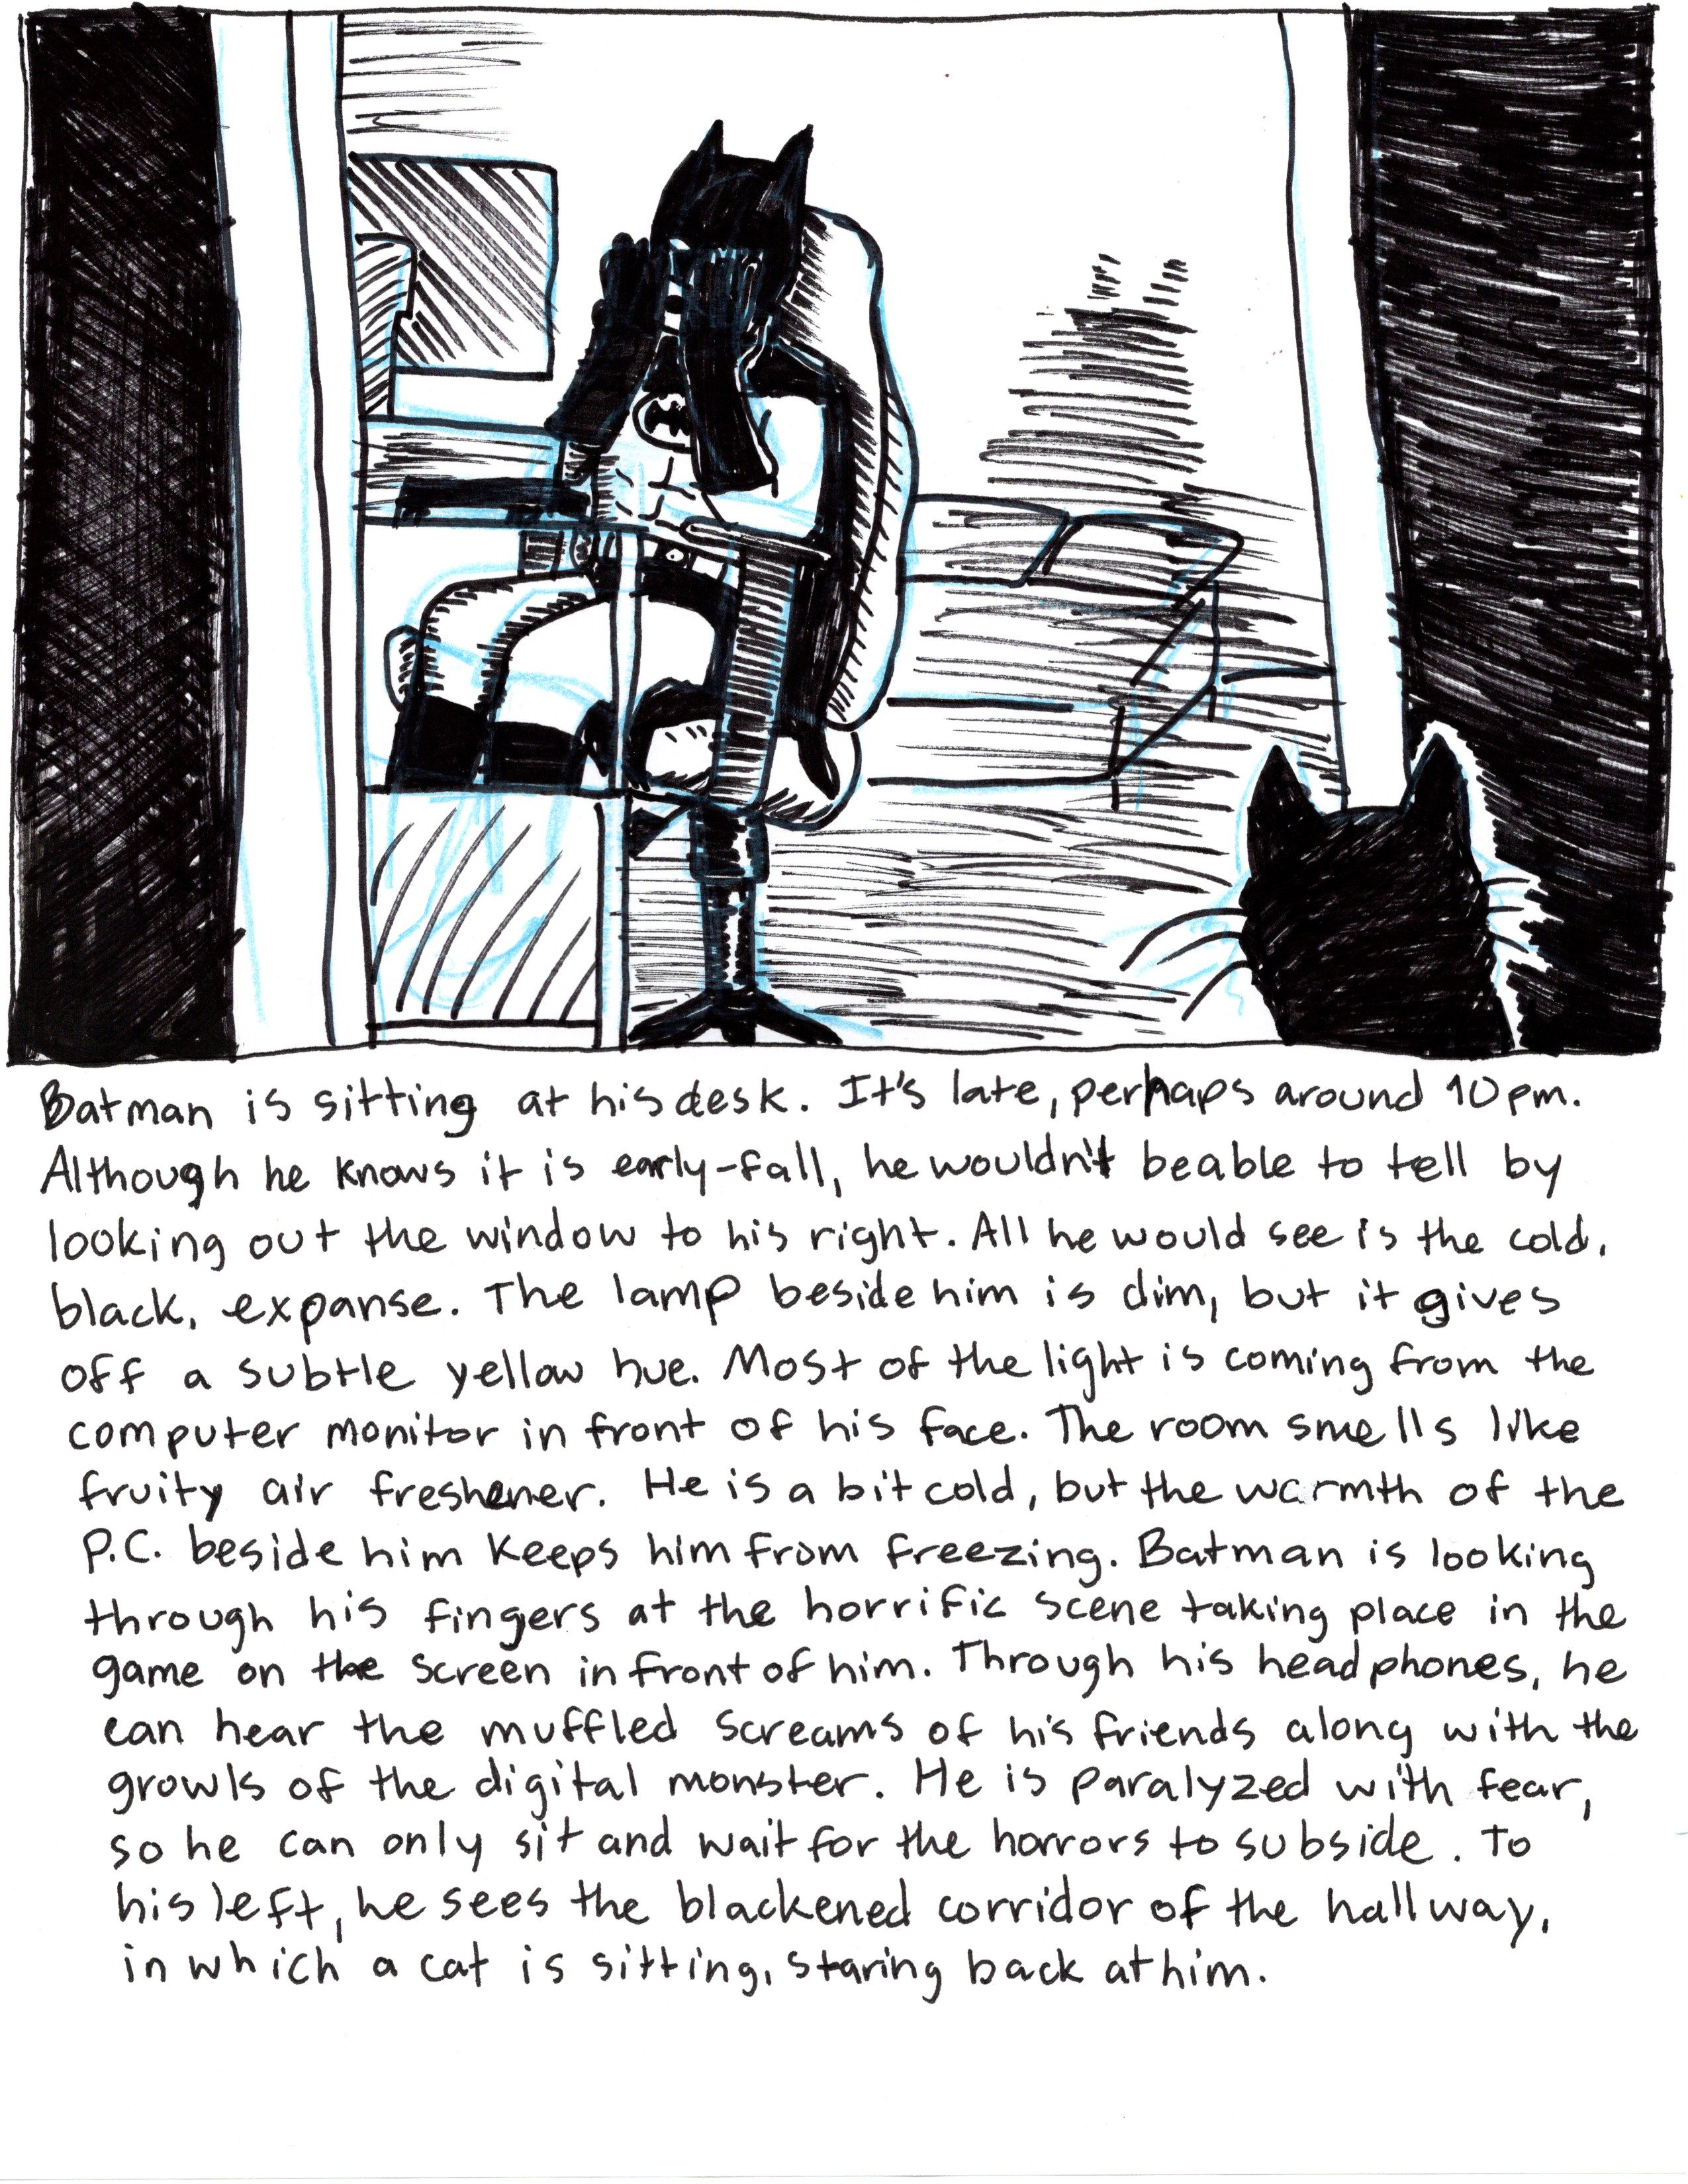 Batman is sitting at his desk. It's late, perhaps around 10pm.
Although he knows it is early-fall, he wouldn't be able to tell by
looking out the window to his right. All he would see is the cold,
black, expanse. The lamp beside him is dim, but it gives
off a subtle yellow hue. Most of the light is coming from the
computer monitor in front of his face. The room smells like
fruity air freshener. He is a bit cold, but the warmth of the
P.C. beside him keeps him from freezing. Batman is looking
through his fingers at the horrific scene taking place in the
game on the screen in front of him. Through his headphones, he
can hear the muffled screams of his friends along with the
growls of the digital monster. He is paralyzed with fear,
so he can only sit and wait for the horrors to subside. To
his left, he sees the blackened corridor of the hallway,
in which a cat is sitting, staring back at him.